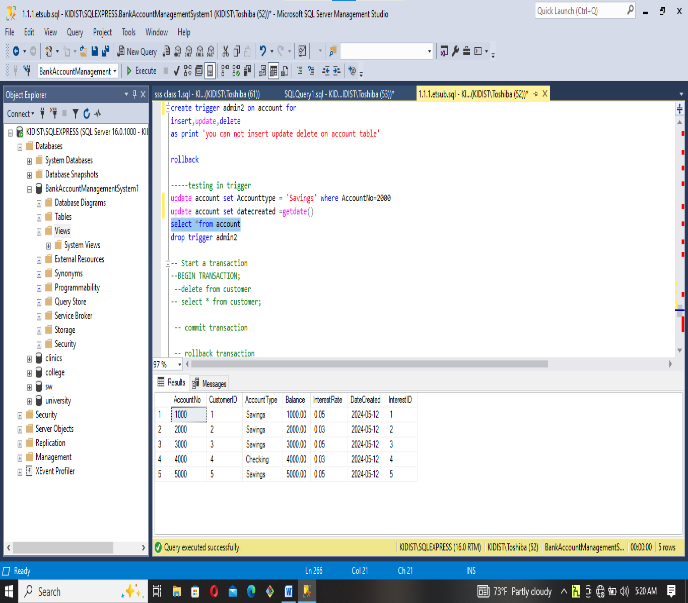 1.1.1.etsub.sql - KIDIST\SQLEXPRESS.BankAccountManagementSystem1 (KIDIST\Toshiba (52))* - Microsoft SQL Server Management Studio
Quick Launch (Ctrl+Q)
File Edit View Query Project Tools Window Help
New Query
BankAccountManagement
Execute
Object Explorer
Connect
KIDIST\SQLEXPRESS (SQL Server 16.0.1000 - KI
Databases
System Databases
Database Snapshots
BankAccountManagementSystem1
Database Diagrams
Tables
Views
System Views
External Resources
Synonyms
Programmability
Query Store
Service Broker
Storage
Security
clinics
college
sw
university
Security
Server Objects
Replication
Management
XEvent Profiler
sss class 1.sql - KI...(KIDIST\Toshiba (61))
SQLQuery1.sql - KID...IDIST\Toshiba (53))*
1.1.1.etsub.sql - KI...(KIDIST\Toshiba (52))*
create trigger admin2 on account for
insert,update,delete
as print 'you can not insert update delete on account table'
rollback
-----testing in trigger
update account set Accounttype = 'Savings' where AccountNo=2000
update account set datecreated =getdate()
select *from account
drop trigger admin2
-- Start a transaction
--BEGIN TRANSACTION;
--delete from customer
-- select * from customer;
-- commit transaction
-- rollback transaction
97 %
Results Messages
AccountNo CustomerID AccountType Balance InterestRate DateCreated InterestID
1 1000 1 Savings 1000.00 0.05 2024-05-12 1
2 2000 2 Savings 2000.00 0.03 2024-05-12 2
3 3000 3 Savings 3000.00 0.05 2024-05-12 3
4 4000 4 Checking 4000.00 0.03 2024-05-12 4
5 5000 5 Savings 5000.00 0.05 2024-05-12 5
Query executed successfully
KIDIST\SQLEXPRESS (16.0 RTM) KIDIST\Toshiba (52) BankAccountManagementS... 00:00:00 5 rows
Ready
Ln 266 Col 21 Ch 21 INS
Search
73°F Partly cloudy
5:20 AM